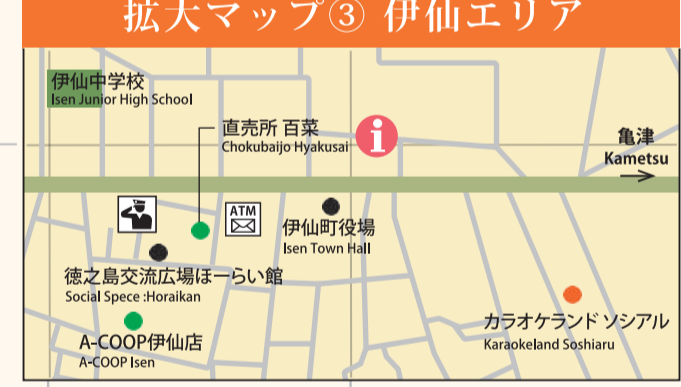 拡大マップ③ 伊仙エリア
伊仙中学校
Isen Junior High School
直売所 百菜
Chokubaijo Hyakusai
i
亀津
Kametsu
ATM
伊仙町役場
Isen Town Hall
徳之島交流広場ほーらい館
Social Spece :Horaikan
A-COOP伊仙店
A-COOP Isen
カラオケランド ソシアル
Karaokeland Soshiaru